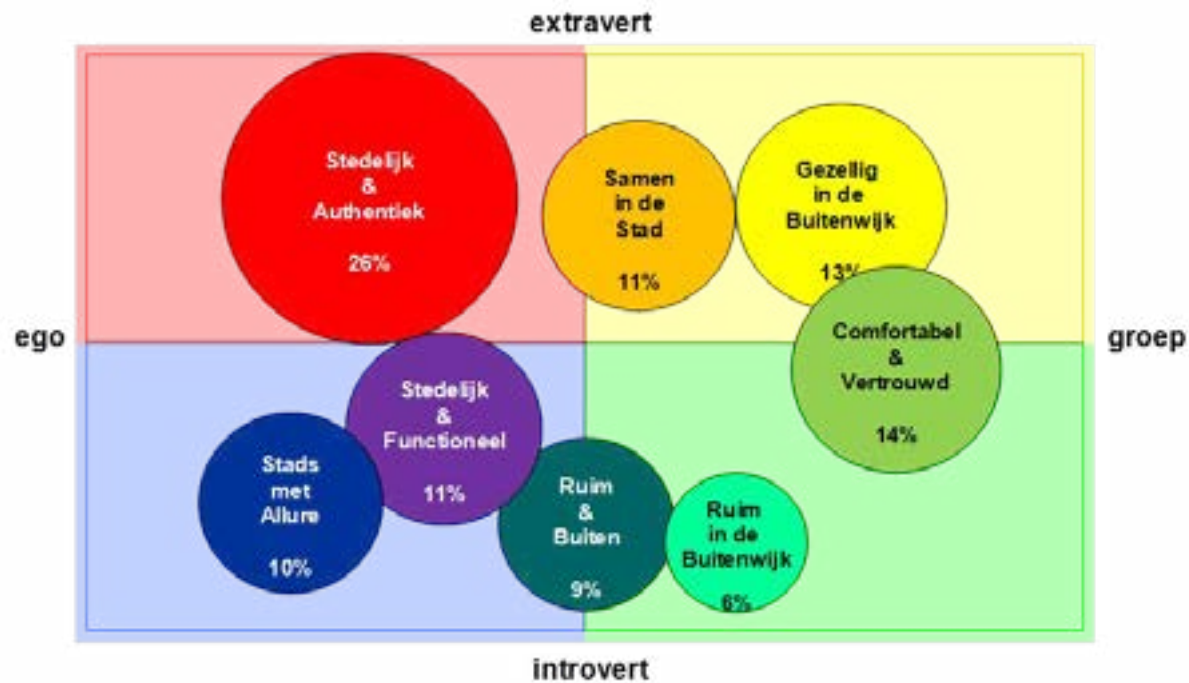 extravert
Stedelijk
&
Authentiek
26%
Samen
in de
Stad
11%
Gezellig
in de
Buitenwijk
13%
ego
groep
Comfortabel
&
Vertrouwd
14%
Stedelijk
&
Functioneel
11%
Stads
met
Allure
10%
Ruim
&
Buiten
9%
Ruim
in de
Buitenwijk
6%
introvert